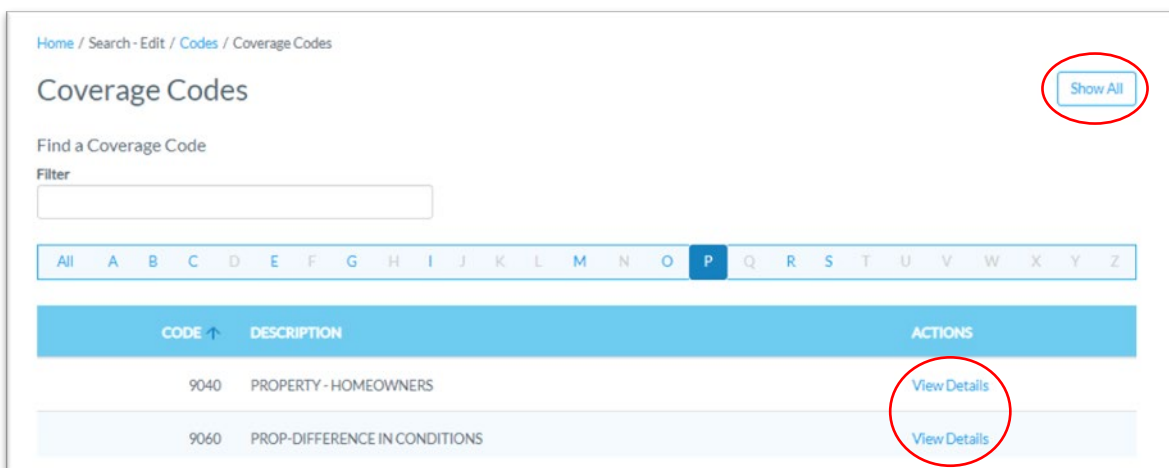 Home / Search - Edit / Codes / Coverage Codes
Coverage Codes
Show All
Find a Coverage Code
Filter
All A B C D E F G H I J K L M N O P Q R S T U V W X Y Z
CODE ↑ DESCRIPTION ACTIONS
9040 PROPERTY - HOMEOWNERS View Details
9060 PROP-DIFFERENCE IN CONDITIONS View Details